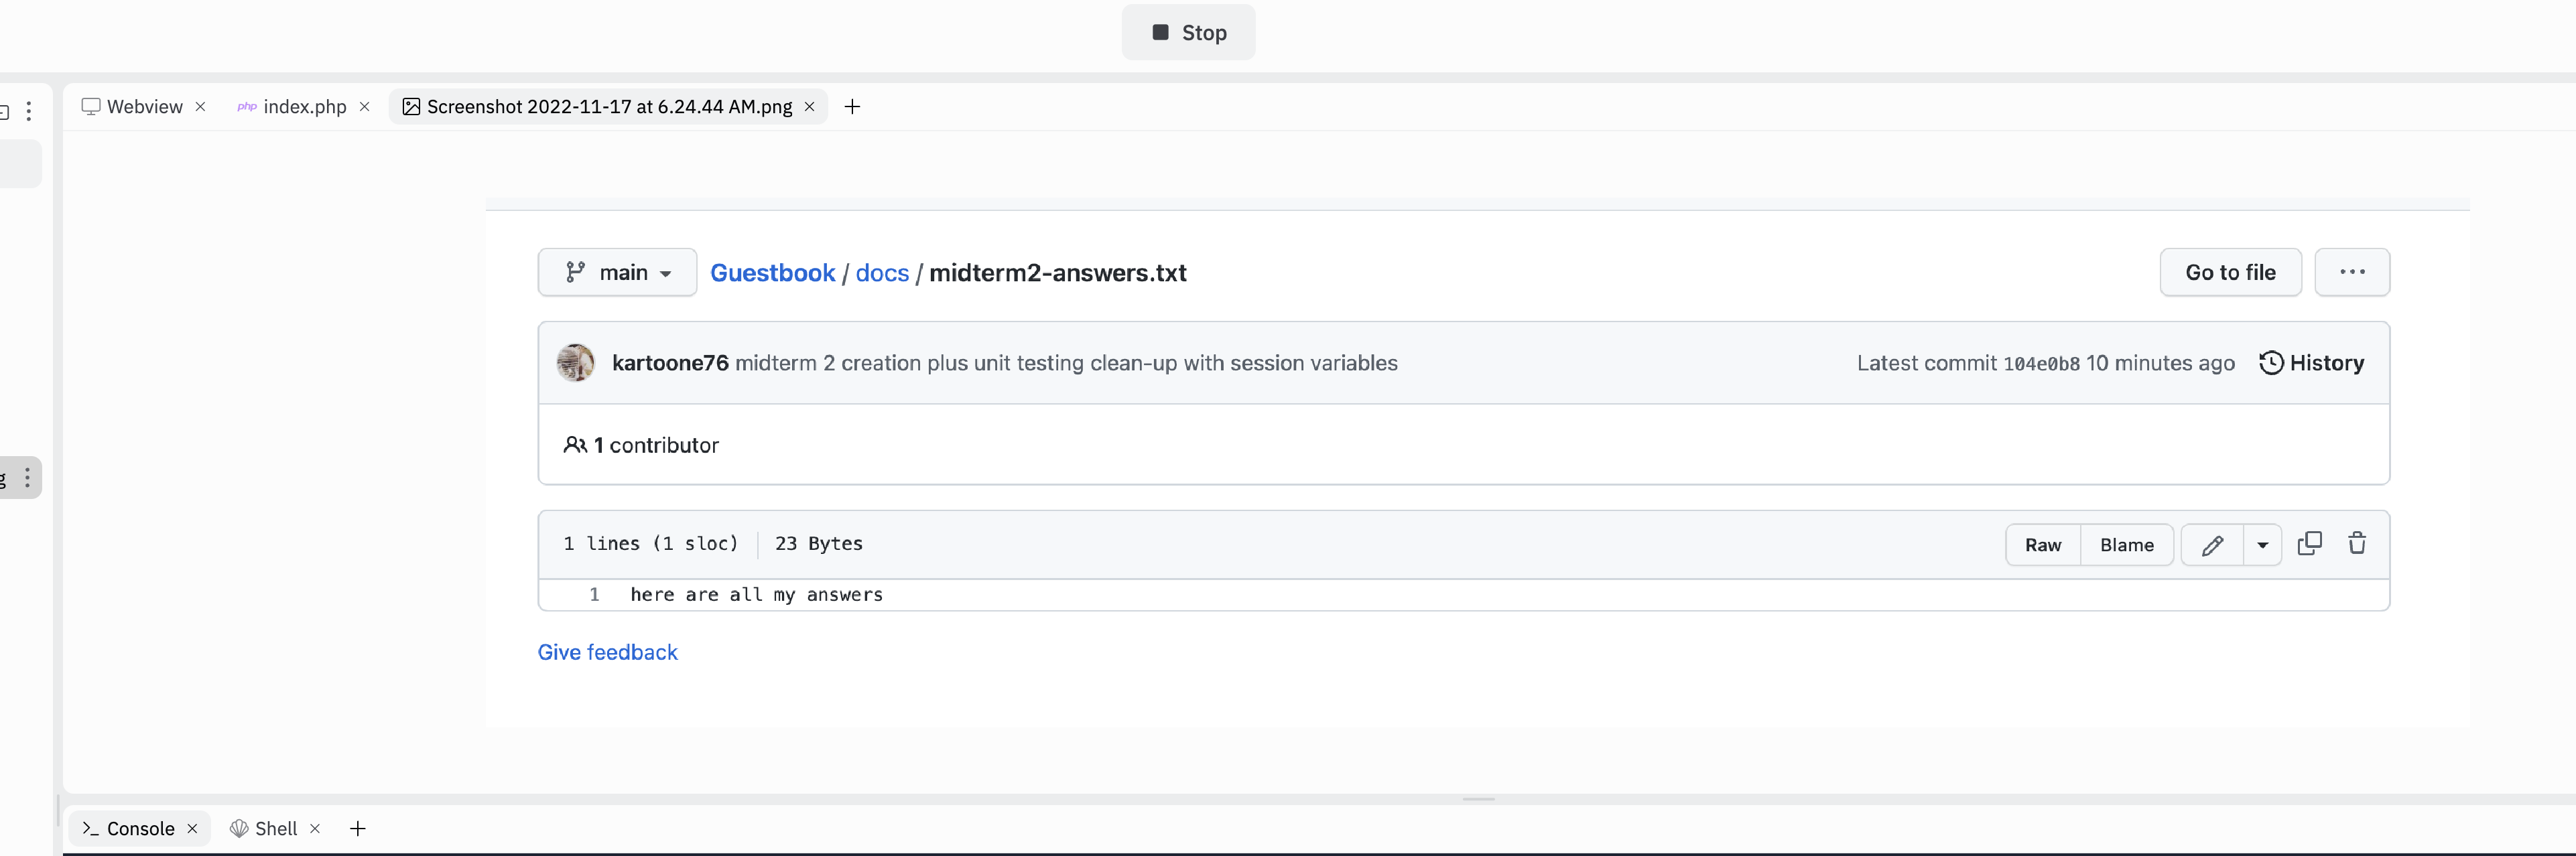 Stop
Webview × php index.php × Screenshot 2022-11-17 at 6.24.44 AM.png × +
main Guestbook / docs / midterm2-answers.txt Go to file ...
kartoone76 midterm 2 creation plus unit testing clean-up with session variables Latest commit 104e0b8 10 minutes ago History
1 contributor
g
1 lines (1 sloc) 23 Bytes Raw Blame
1 here are all my answers
Give feedback
>_ Console × Shell × +